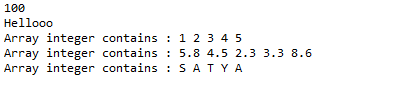 100
Hellooo
Array integer contains : 1 2 3 4 5
Array integer contains : 5.8 4.5 2.3 3.3 8.6
Array integer contains : S A T Y A